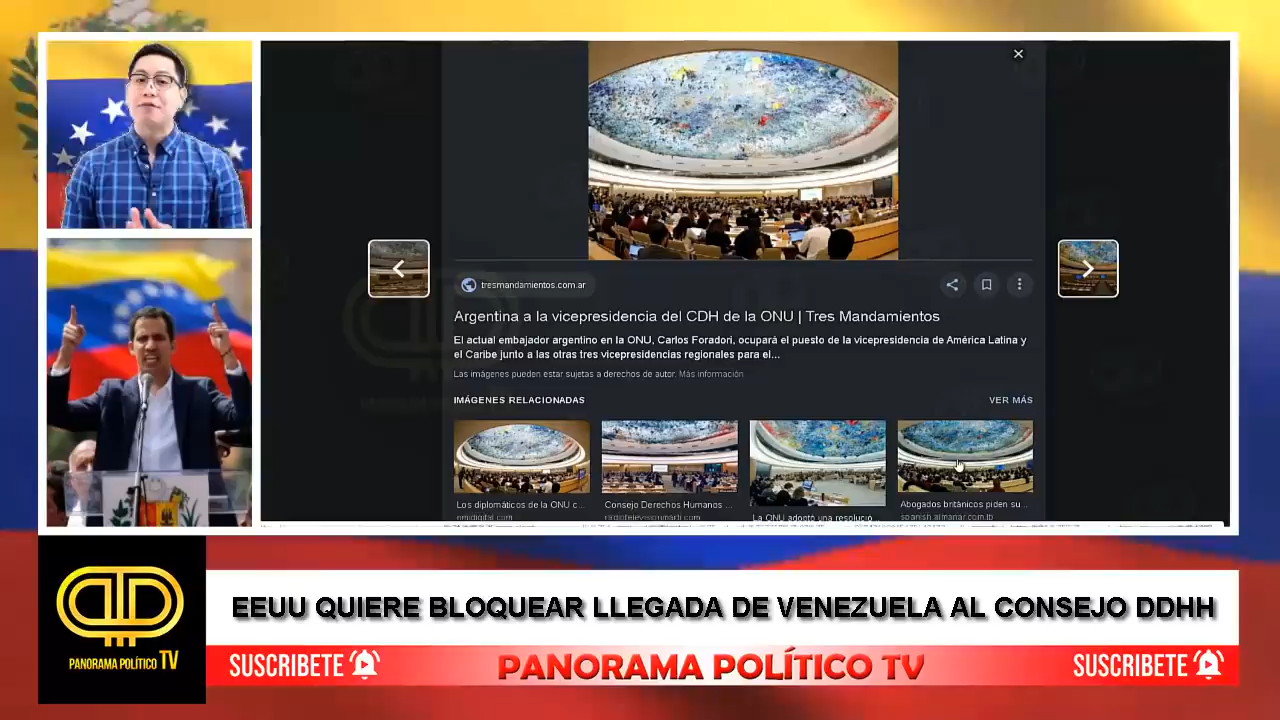 tresmandamientos.com.ar
Argentina a la vicepresidencia del CDH de la ONU | Tres Mandamientos
El actual embajador argentino en la ONU, Carlos Foradori, ocupará el puesto de la vicepresidencia de América Latina y
el Caribe junto a las otras tres vicepresidencias regionales para el...
Las imágenes pueden estar sujetas a derechos de autor. Más información
IMÁGENES RELACIONADAS
VER MÁS
Los diplomáticos de la ONU c...
Consejo Derechos Humanos ...
La ONU adoptó una resolució...
Abogados británicos piden su...
nmidigital.com
radiotelevisionmarti.com
spanish.almanar.com.lb
EEUU QUIERE BLOQUEAR LLEGADA DE VENEZUELA AL CONSEJO DDHH
PANORAMA POLÍTICO TV
SUSCRIBETE
PANORAMA POLÍTICO TV
SUSCRIBETE